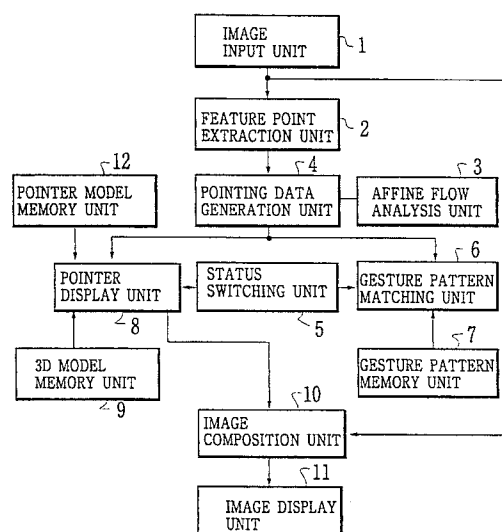 IMAGE
INPUT UNIT
1
FEATURE POINT
EXTRACTION UNIT
2
12
POINTER MODEL
MEMORY UNIT
4
POINTING DATA
GENERATION UNIT
3
AFFINE FLOW
ANALYSIS UNIT
POINTER
DISPLAY UNIT
8
STATUS
SWITCHING UNIT
5
6
GESTURE PATTERN
MATCHING UNIT
3D MODEL
MEMORY UNIT
9
7
GESTURE PATTERN
MEMORY UNIT
10
IMAGE
COMPOSITION UNIT
11
IMAGE DISPLAY
UNIT